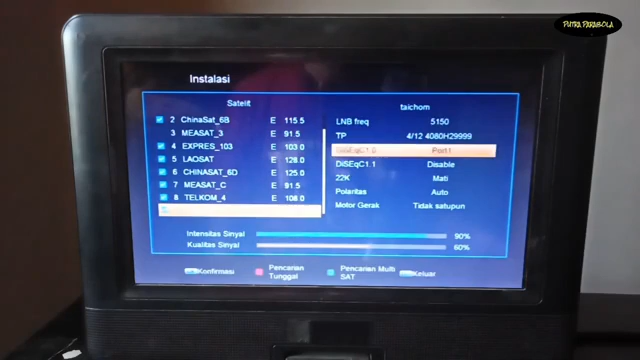 PUTRA PARABOLA
Instalasi
Satelit
2 ChinaSat_6B E 115.5
3 MEASAT_3 E 91.5
4 EXPRES_103 E 103.0
5 LAOSAT E 128.0
6 CHINASAT_6D E 125.0
7 MEASAT_C E 91.5
8 TELKOM_4 E 108.0
taichom
LNB freq 5150
TP 4/12 4080H29999
DiSEqC1.0 Port1
DiSEqC1.1 Disable
22K Mati
Polaritas Auto
Motor Gerak Tidak satupun
Intensitas Sinyal 90%
Kualitas Sinyal 60%
Konfirmasi
Pencarian
Tunggal
Pencarian Multi
SAT
Keluar